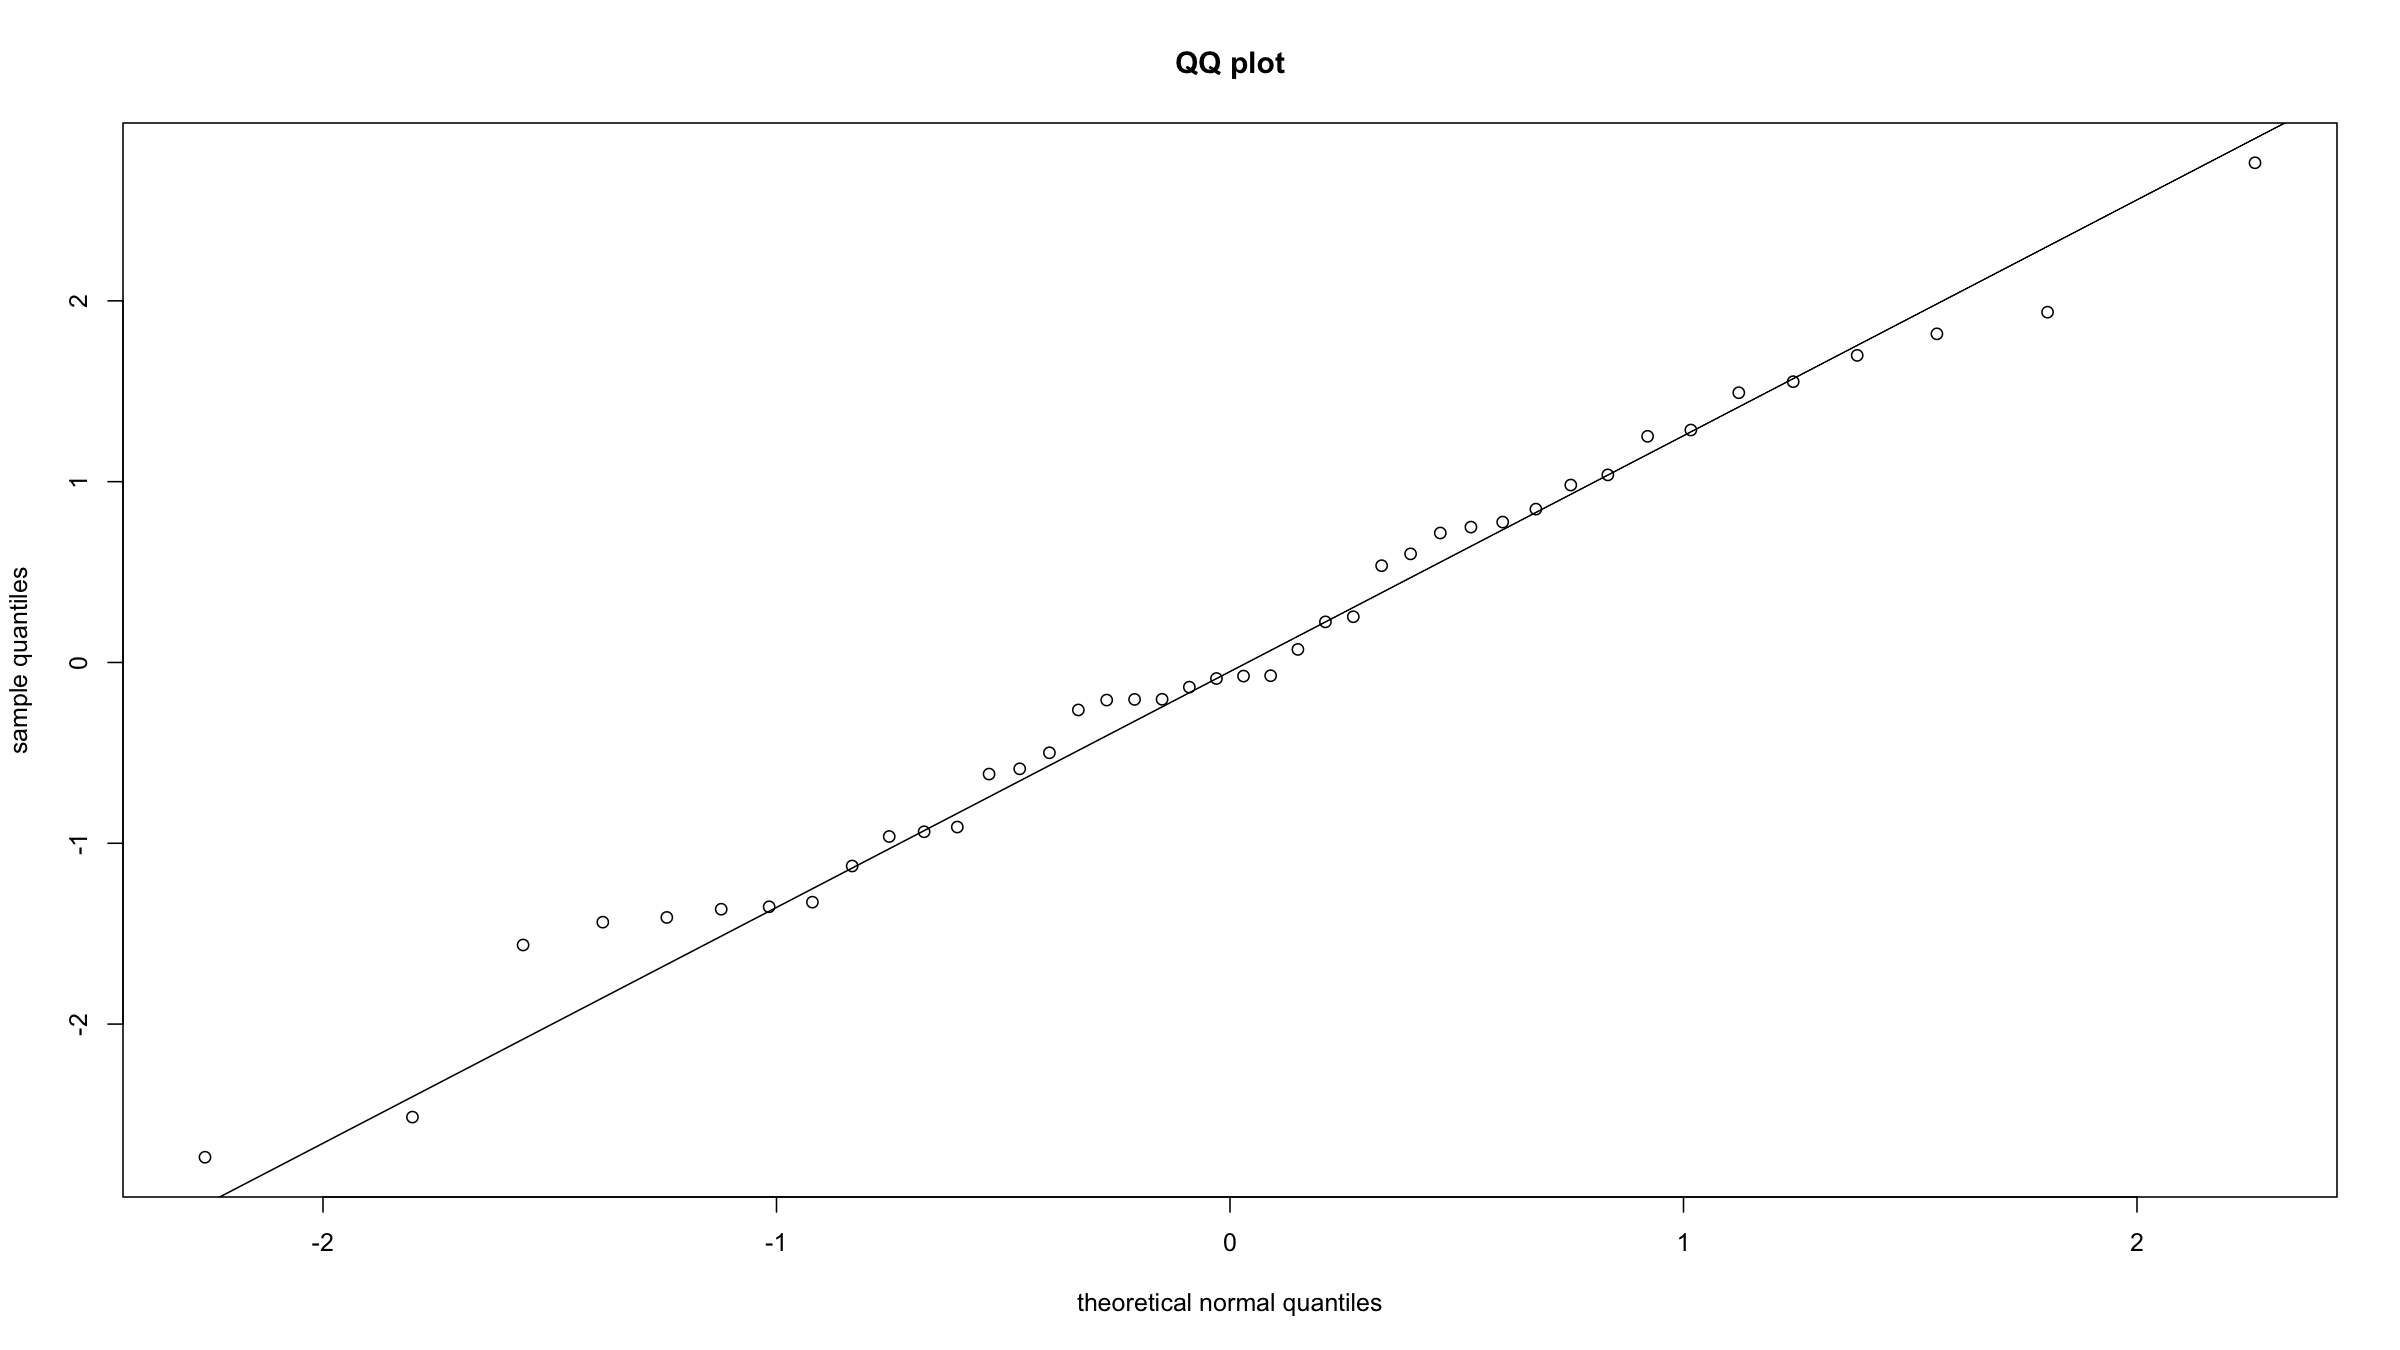 QQ plot
sample quantiles
2
1
0
-1
-2
-2 -1 0 1 2
theoretical normal quantiles